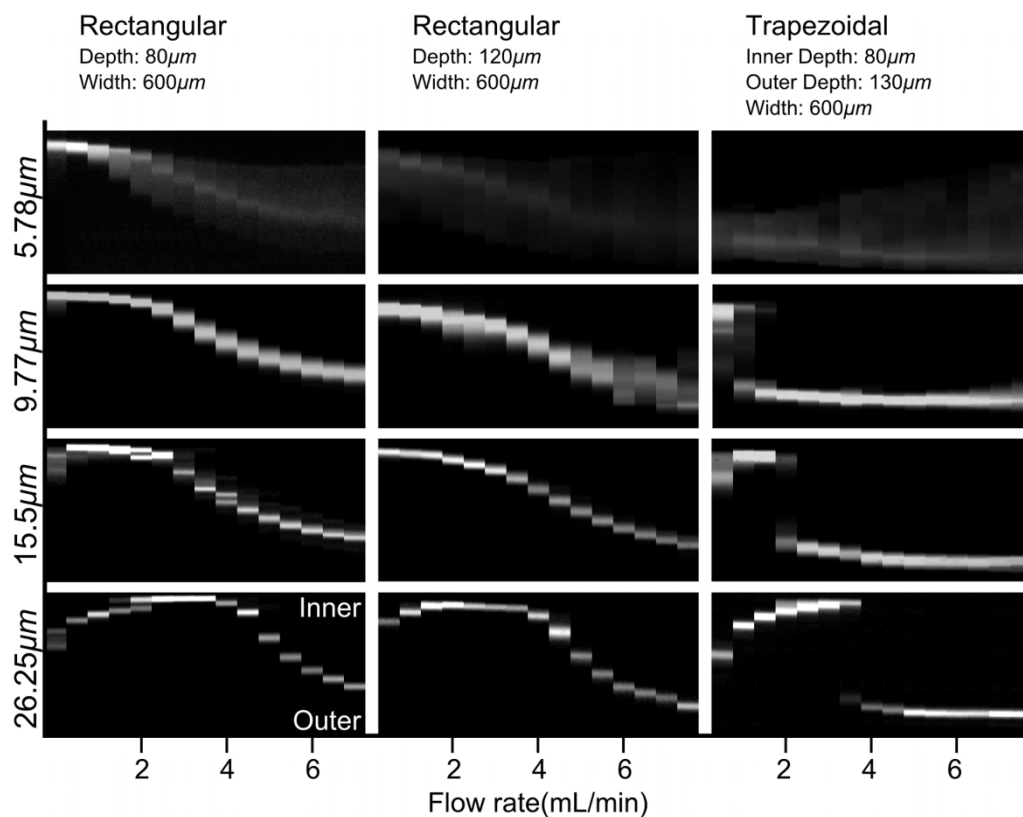 Rectangular
Depth: 80µm
Width: 600µm
Rectangular
Depth: 120µm
Width: 600µm
Trapezoidal
Inner Depth: 80µm
Outer Depth: 130µm
Width: 600µm
5.78µm
9.77µm
15.5µm
26.25µm
Inner
Outer
2 4 6 2 4 6 2 4 6
Flow rate(mL/min)